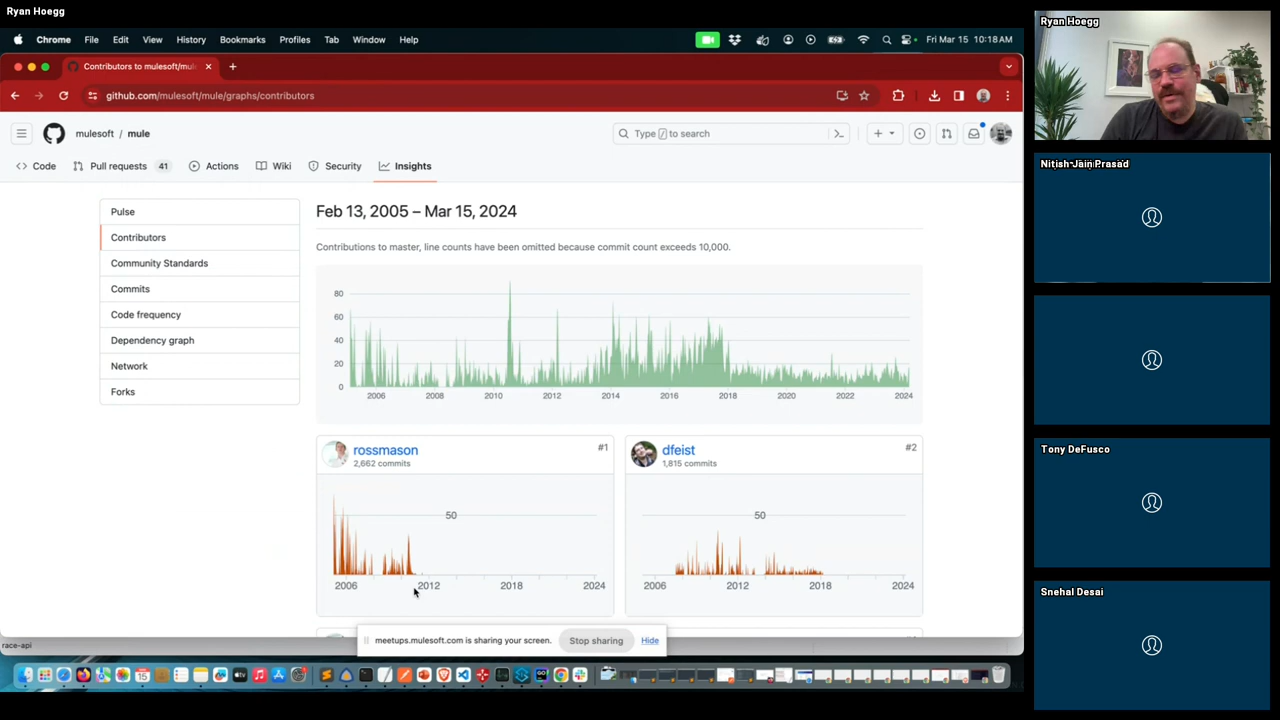 Ryan Hoegg
Chrome File Edit View History Bookmarks Profiles Tab Window Help Fri Mar 15 10:18 AM
Contributors to mulesoft/mul
github.com/mulesoft/mule/graphs/contributors
mulesoft / mule
Type / to search
Code Pull requests 41 Actions Wiki Security Insights
Pulse
Contributors
Community Standards
Commits
Code frequency
Dependency graph
Network
Forks
Feb 13, 2005 – Mar 15, 2024
Contributions to master, line counts have been omitted because commit count exceeds 10,000.
80
60
40
20
0
2006 2008 2010 2012 2014 2016 2018 2020 2022 2024
rossmason #1
2,662 commits
50
2006 2012 2018 2024
dfeist #2
1,815 commits
50
2006 2012 2018 2024
meetups.mulesoft.com is sharing your screen. Stop sharing Hide
race-api
Ryan Hoegg
Tony DeFusco
Snehal Desai